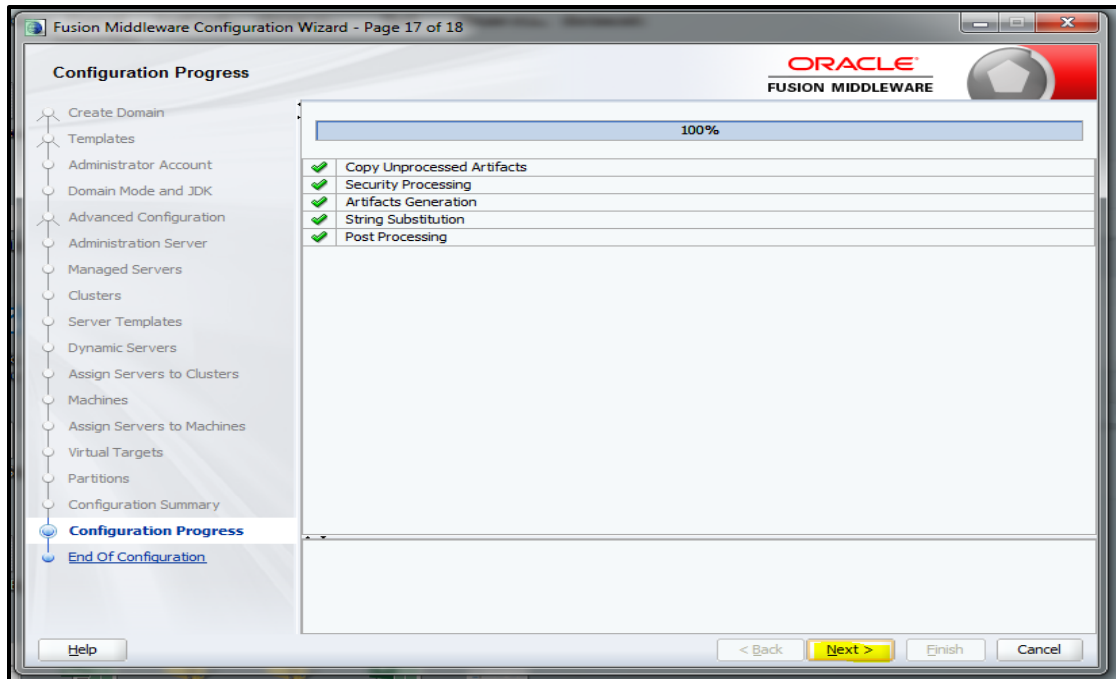 Fusion Middleware Configuration Wizard - Page 17 of 18
Configuration Progress
ORACLE
FUSION MIDDLEWARE
Create Domain
Templates
Administrator Account
Domain Mode and JDK
Advanced Configuration
Administration Server
Managed Servers
Clusters
Server Templates
Dynamic Servers
Assign Servers to Clusters
Machines
Assign Servers to Machines
Virtual Targets
Partitions
Configuration Summary
Configuration Progress
End Of Configuration
100%
Copy Unprocessed Artifacts
Security Processing
Artifacts Generation
String Substitution
Post Processing
Help
< Back
Next >
Finish
Cancel